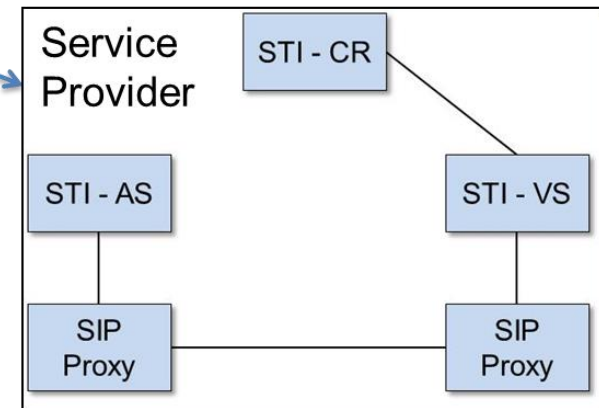 Service
Provider
STI - CR
STI - AS
STI - VS
SIP
Proxy
SIP
Proxy